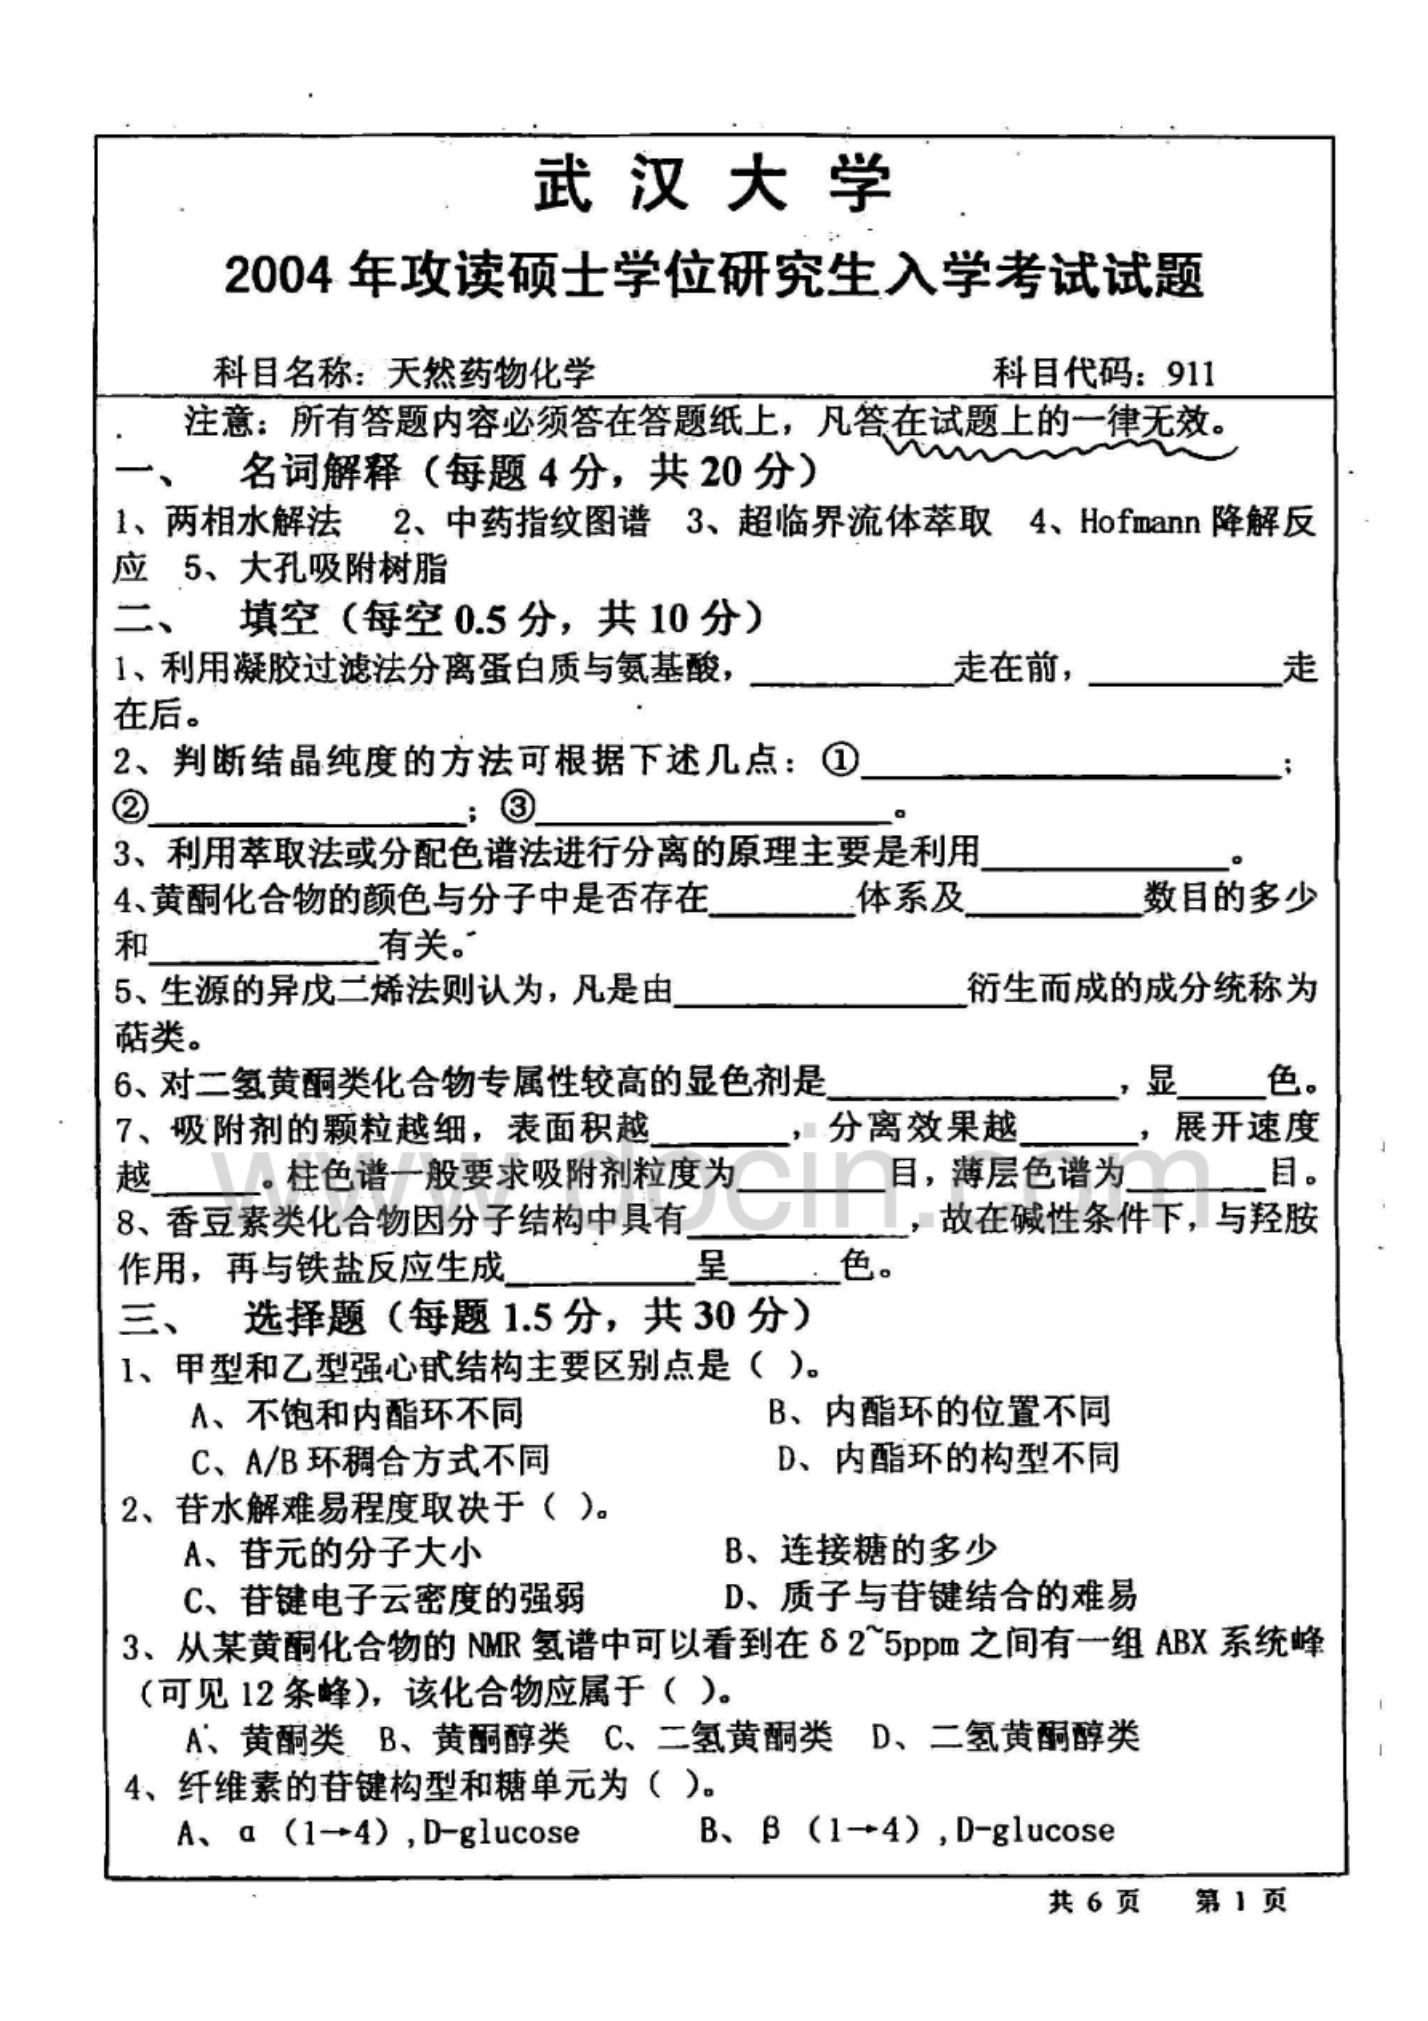 武汉大学
2004年攻读硕士学位研究生入学考试试题
科目名称：天然药物化学 科目代码：911
注意：所有答题内容必须答在答题纸上，凡答在试题上的一律无效。
一、 名词解释（每题4分，共20分）
1、两相水解法 2、中药指纹图谱 3、超临界流体萃取 4、Hofmann降解反
应 5、大孔吸附树脂
二、 填空（每空0.5分，共10分）
1、利用凝胶过滤法分离蛋白质与氨基酸，__________走在前，__________走
在后。
2、判断结晶纯度的方法可根据下述几点：①____________________；
②________________；③__________________。
3、利用萃取法或分配色谱法进行分离的原理主要是利用____________。
4、黄酮化合物的颜色与分子中是否存在_______体系及_________数目的多少
和___________有关。
5、生源的异戊二烯法则认为，凡是由______________衍生而成的成分统称为
萜类。
6、对二氢黄酮类化合物专属性较高的显色剂是______________，显____色。
7、吸附剂的颗粒越细，表面积越_______，分离效果越______，展开速度
越_____。柱色谱一般要求吸附剂粒度为_______目，薄层色谱为_______目。
8、香豆素类化合物因分子结构中具有___________，故在碱性条件下，与羟胺
作用，再与铁盐反应生成_________呈_____色。
三、 选择题（每题1.5分，共30分）
1、甲型和乙型强心甙结构主要区别点是（ ）。
A、不饱和内酯环不同 B、内酯环的位置不同
C、A/B环稠合方式不同 D、内酯环的构型不同
2、苷水解难易程度取决于（ ）。
A、苷元的分子大小 B、连接糖的多少
C、苷键电子云密度的强弱 D、质子与苷键结合的难易
3、从某黄酮化合物的NMR氢谱中可以看到在δ2~5ppm之间有一组ABX系统峰
（可见12条峰），该化合物应属于（ ）。
A、黄酮类 B、黄酮醇类 C、二氢黄酮类 D、二氢黄酮醇类
4、纤维素的苷键构型和糖单元为（ ）。
A、α（1→4）,D-glucose B、β（1→4）,D-glucose
共 6 页 第 1 页
www.docin.com